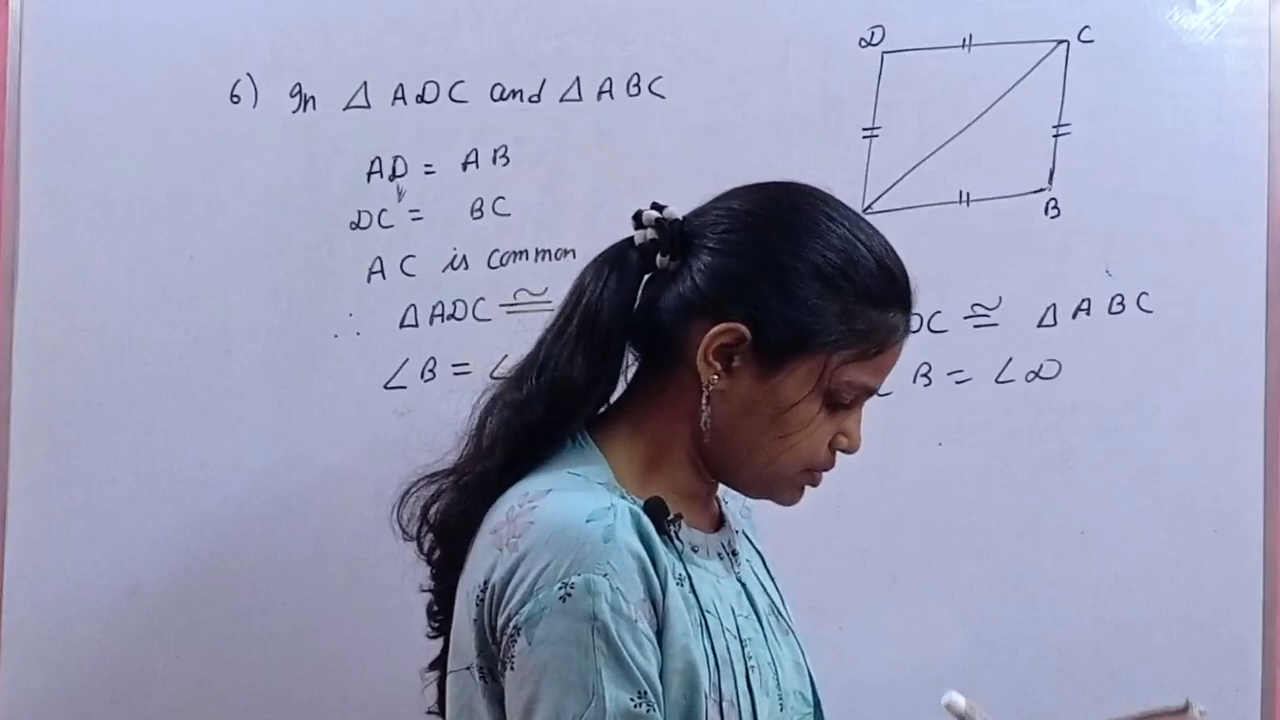 6) In △ ADC and △ ABC
AD = AB
DC = BC
AC is common
∴ △ ADC ≅
∠B = ∠
D C
B
DC ≅ △ ABC
∠B = ∠D